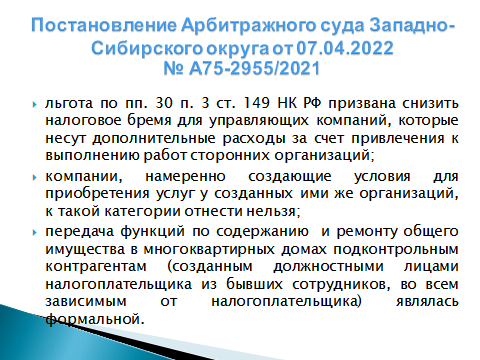 Постановление Арбитражного суда Западно-
Сибирского округа от 07.04.2022
№ А75-2955/2021
льгота по пп. 30 п. 3 ст. 149 НК РФ призвана снизить
налоговое бремя для управляющих компаний, которые
несут дополнительные расходы за счет привлечения к
выполнению работ сторонних организаций;
компании, намеренно создающие условия для
приобретения услуг у созданных ими же организаций,
к такой категории отнести нельзя;
передача функций по содержанию и ремонту общего
имущества в многоквартирных домах подконтрольным
контрагентам (созданным должностными лицами
налогоплательщика из бывших сотрудников, во всем
зависимым от налогоплательщика) являлась
формальной.